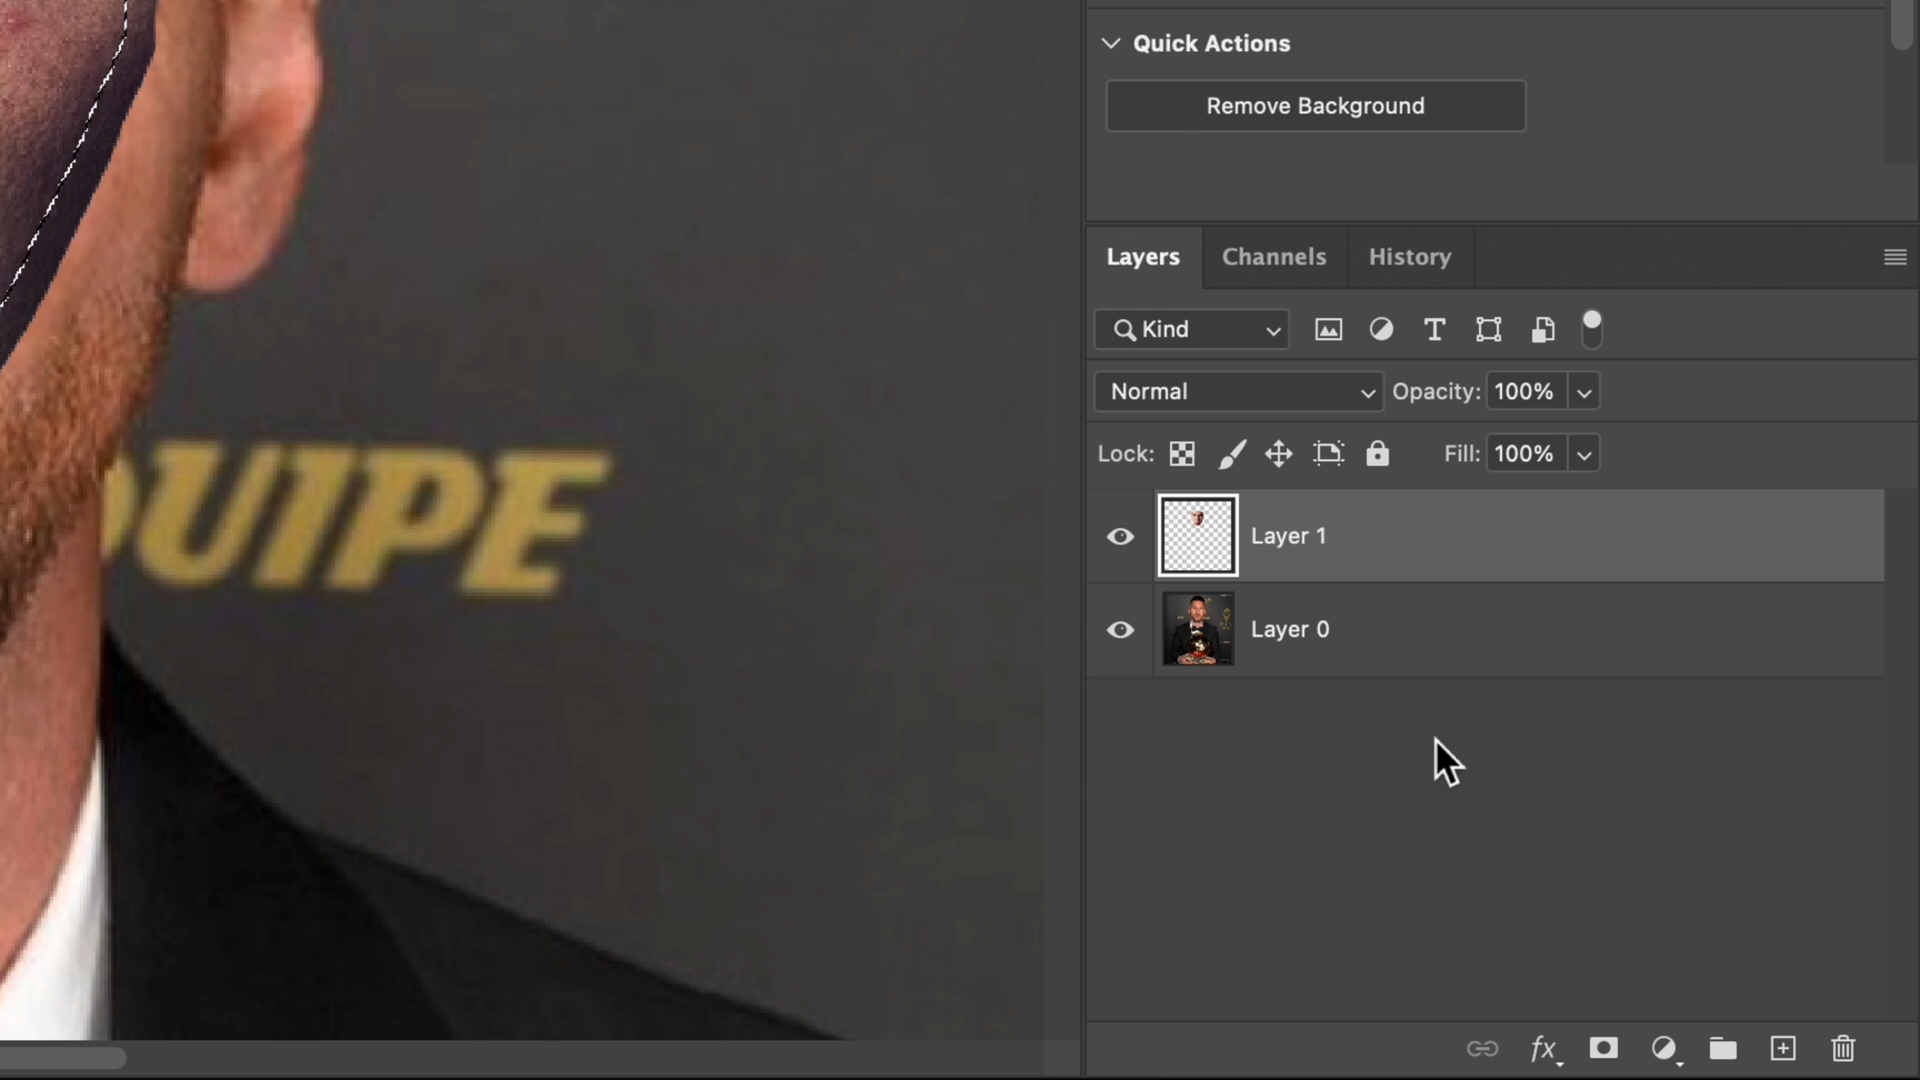 Quick Actions
Remove Background
Layers Channels History
Kind
Normal Opacity: 100%
Lock: Fill: 100%
UIPE
Layer 1
Layer 0
fx